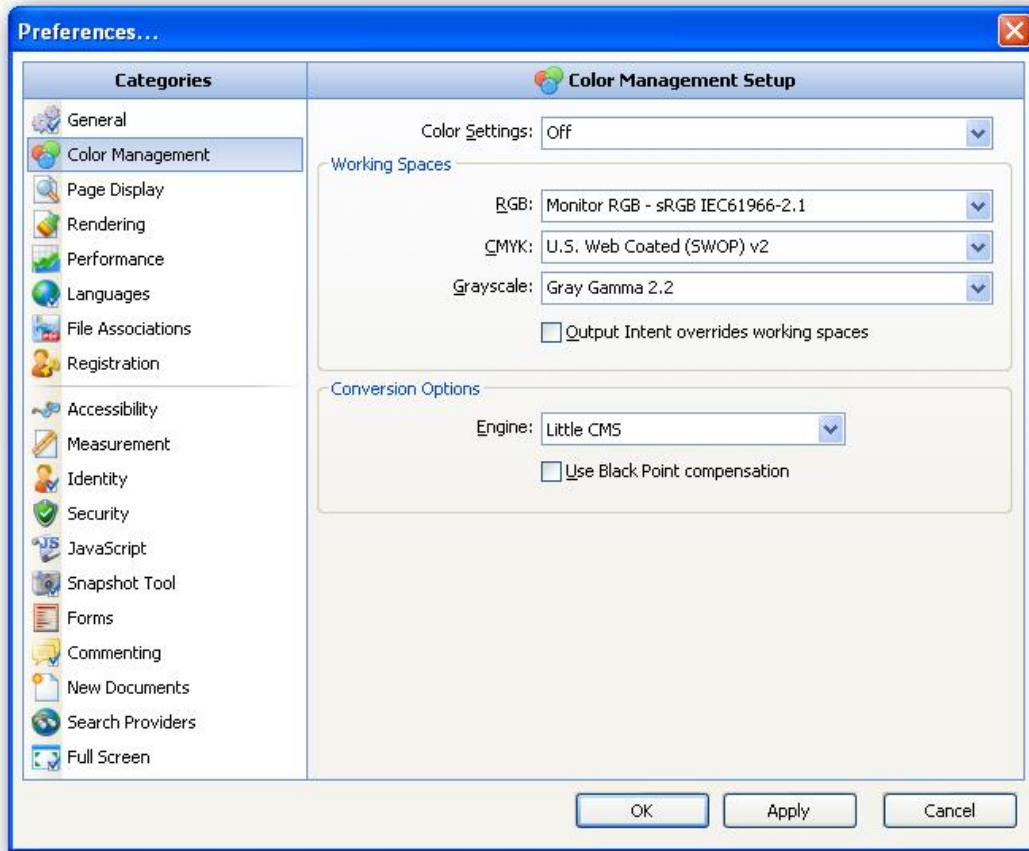 Preferences...
Categories
General
Color Management
Page Display
Rendering
Performance
Languages
File Associations
Registration
Accessibility
Measurement
Identity
Security
JavaScript
Snapshot Tool
Forms
Commenting
New Documents
Search Providers
Full Screen
Color Management Setup
Color Settings: Off
Working Spaces
RGB: Monitor RGB - sRGB IEC61966-2.1
CMYK: U.S. Web Coated (SWOP) v2
Grayscale: Gray Gamma 2.2
Output Intent overrides working spaces
Conversion Options
Engine: Little CMS
Use Black Point compensation
OK Apply Cancel